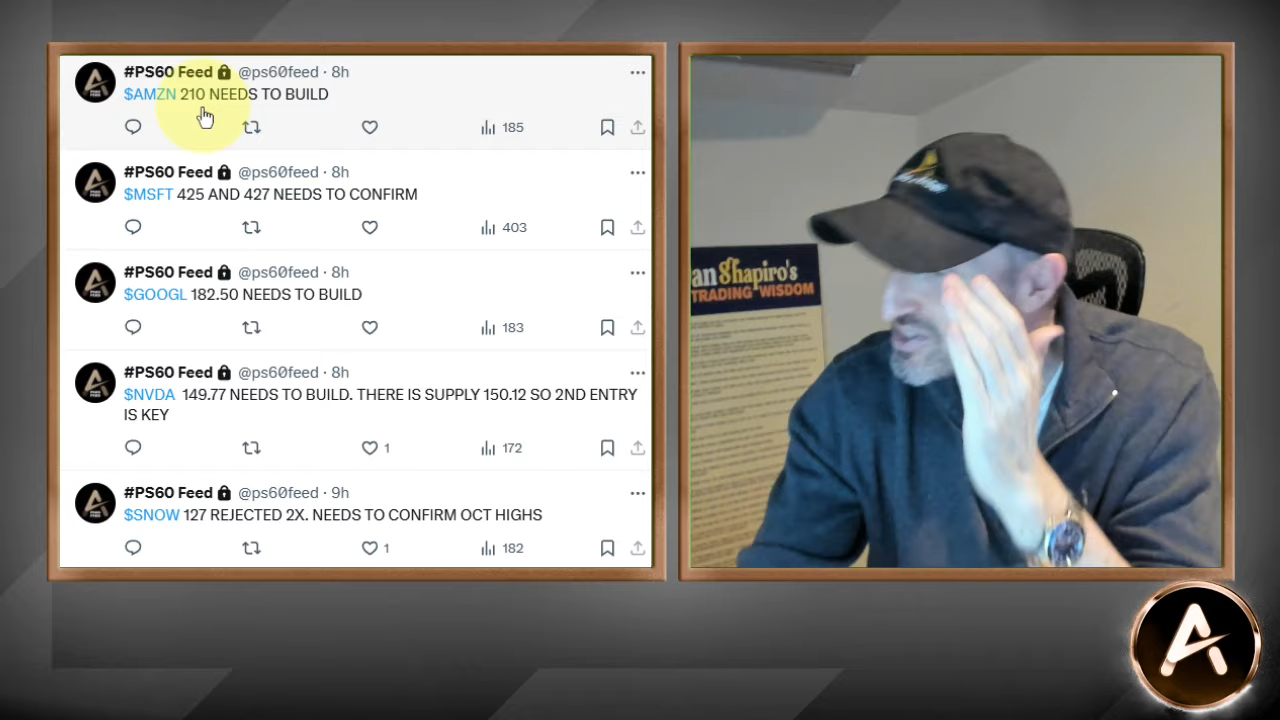 #PS60 Feed @ps60feed · 8h
$AMZN 210 NEEDS TO BUILD
185
#PS60 Feed @ps60feed · 8h
$MSFT 425 AND 427 NEEDS TO CONFIRM
403
#PS60 Feed @ps60feed · 8h
$GOOGL 182.50 NEEDS TO BUILD
183
#PS60 Feed @ps60feed · 8h
$NVDA 149.77 NEEDS TO BUILD. THERE IS SUPPLY 150.12 SO 2ND ENTRY
IS KEY
1 172
#PS60 Feed @ps60feed · 9h
$SNOW 127 REJECTED 2X. NEEDS TO CONFIRM OCT HIGHS
1 182
an Shapiro's
TRADING WISDOM